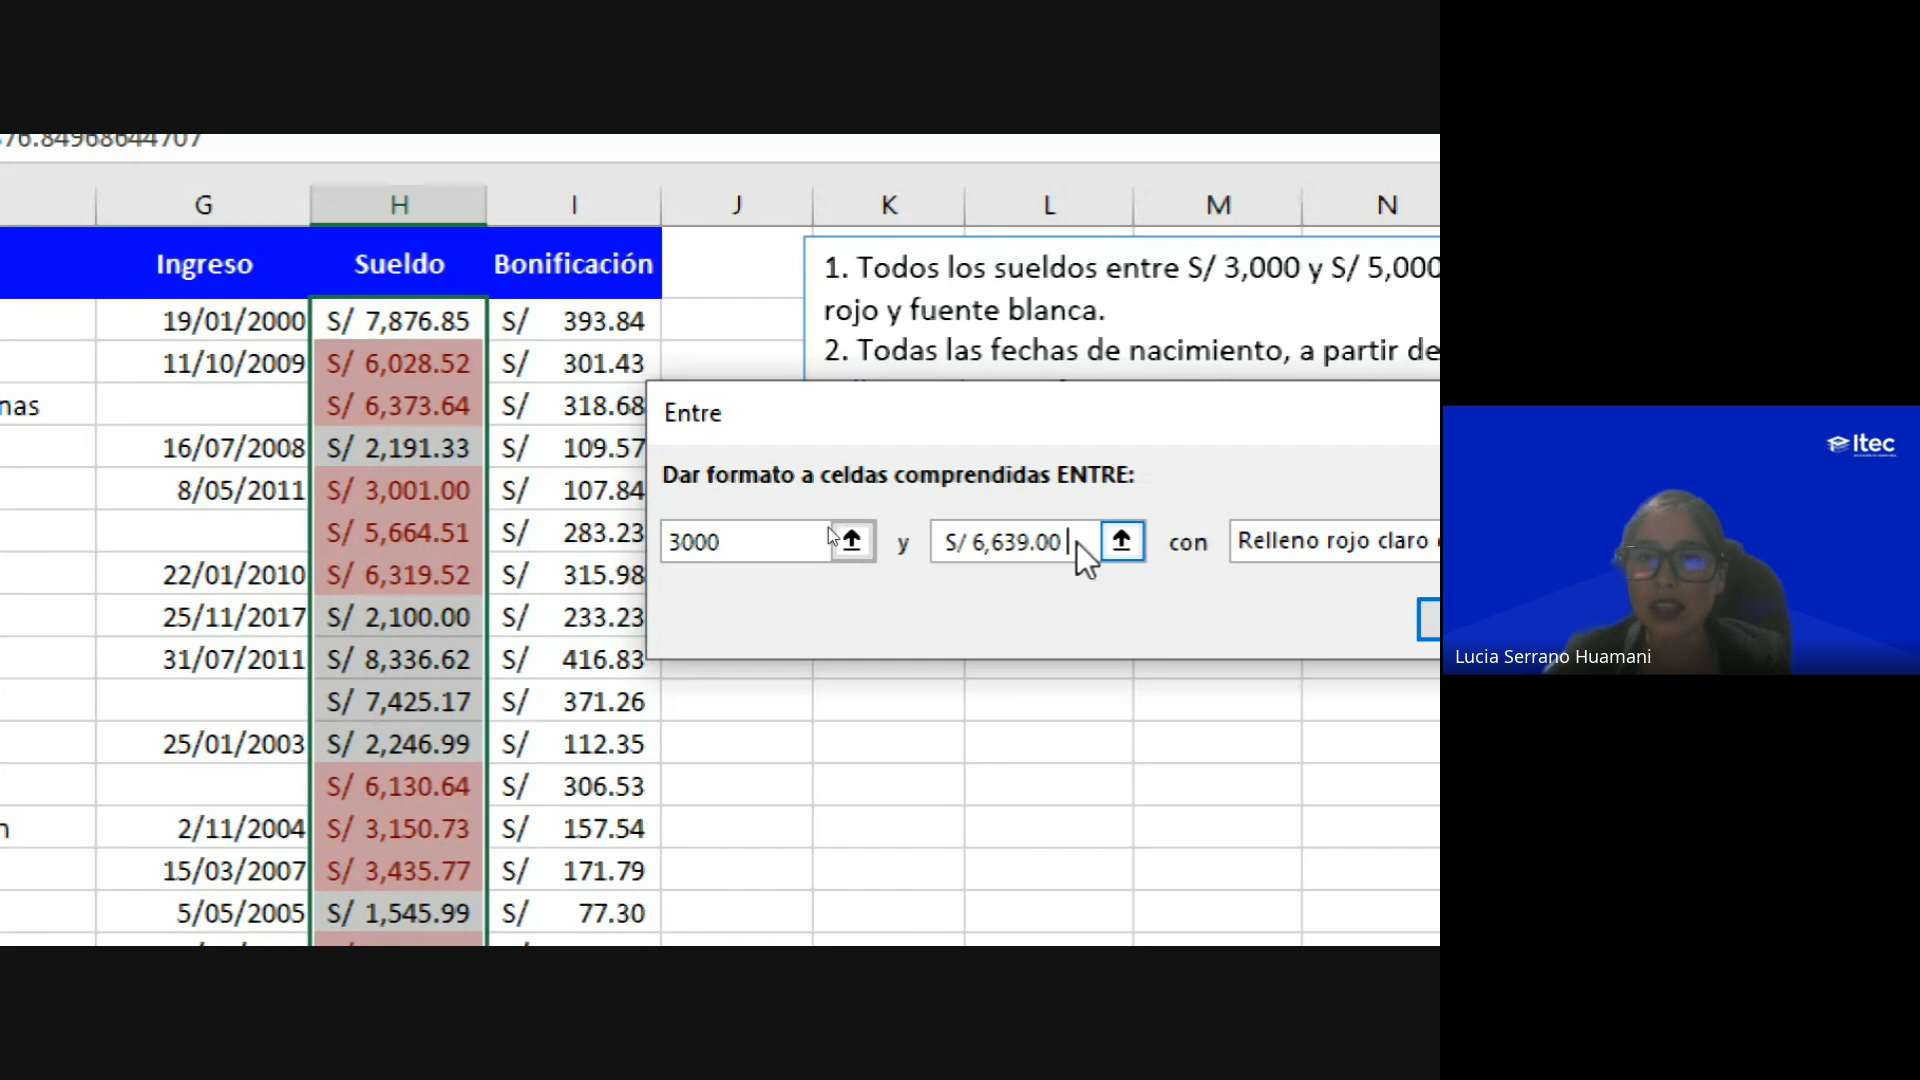 76.84968644707
G H I J K L M N
Ingreso Sueldo Bonificación
19/01/2000 S/ 7,876.85 S/ 393.84
11/10/2009 S/ 6,028.52 S/ 301.43
nas S/ 6,373.64 S/ 318.68
16/07/2008 S/ 2,191.33 S/ 109.57
8/05/2011 S/ 3,001.00 S/ 107.84
S/ 5,664.51 S/ 283.23
22/01/2010 S/ 6,319.52 S/ 315.98
25/11/2017 S/ 2,100.00 S/ 233.23
31/07/2011 S/ 8,336.62 S/ 416.83
S/ 7,425.17 S/ 371.26
25/01/2003 S/ 2,246.99 S/ 112.35
S/ 6,130.64 S/ 306.53
n 2/11/2004 S/ 3,150.73 S/ 157.54
15/03/2007 S/ 3,435.77 S/ 171.79
5/05/2005 S/ 1,545.99 S/ 77.30
1. Todos los sueldos entre S/ 3,000 y S/ 5,000
rojo y fuente blanca.
2. Todas las fechas de nacimiento, a partir de
Entre
Dar formato a celdas comprendidas ENTRE:
3000 y S/ 6,639.00 con Relleno rojo claro
Itec
Lucia Serrano Huamani